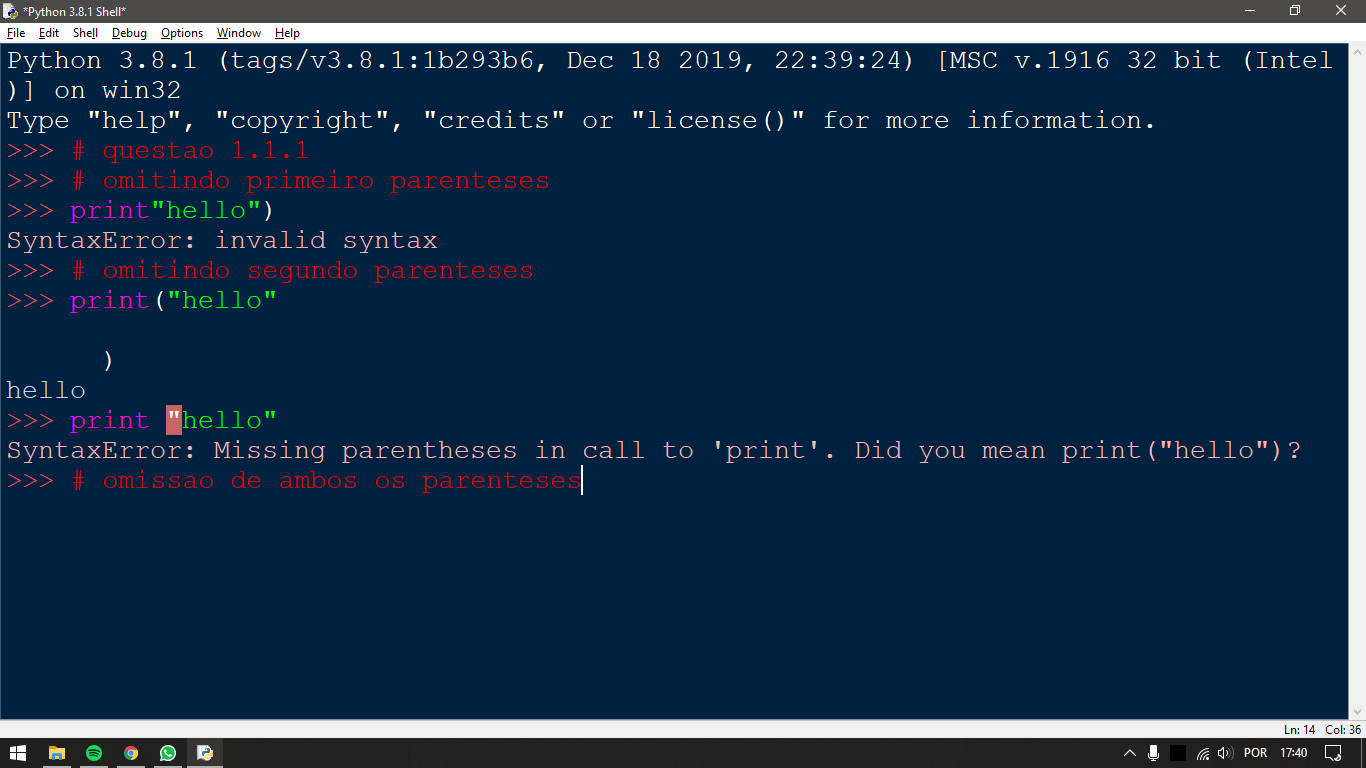 *Python 3.8.1 Shell*
File Edit Shell Debug Options Window Help
Python 3.8.1 (tags/v3.8.1:1b293b6, Dec 18 2019, 22:39:24) [MSC v.1916 32 bit (Intel
)] on win32
Type "help", "copyright", "credits" or "license()" for more information.
>>> # questao 1.1.1
>>> # omitindo primeiro parenteses
>>> print"hello")
SyntaxError: invalid syntax
>>> # omitindo segundo parenteses
>>> print("hello"
)
hello
>>> print "hello"
SyntaxError: Missing parentheses in call to 'print'. Did you mean print("hello")?
>>> # omissao de ambos os parenteses
Ln: 14 Col: 36
POR 17:40